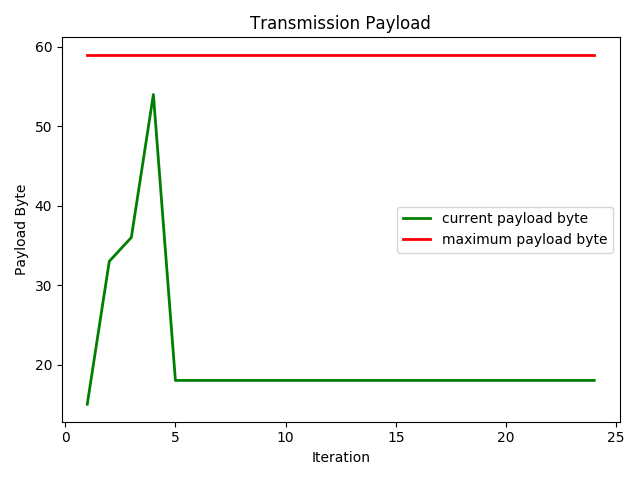 Transmission Payload
Payload Byte
60
50
40
30
20
current payload byte
maximum payload byte
0 5 10 15 20 25
Iteration